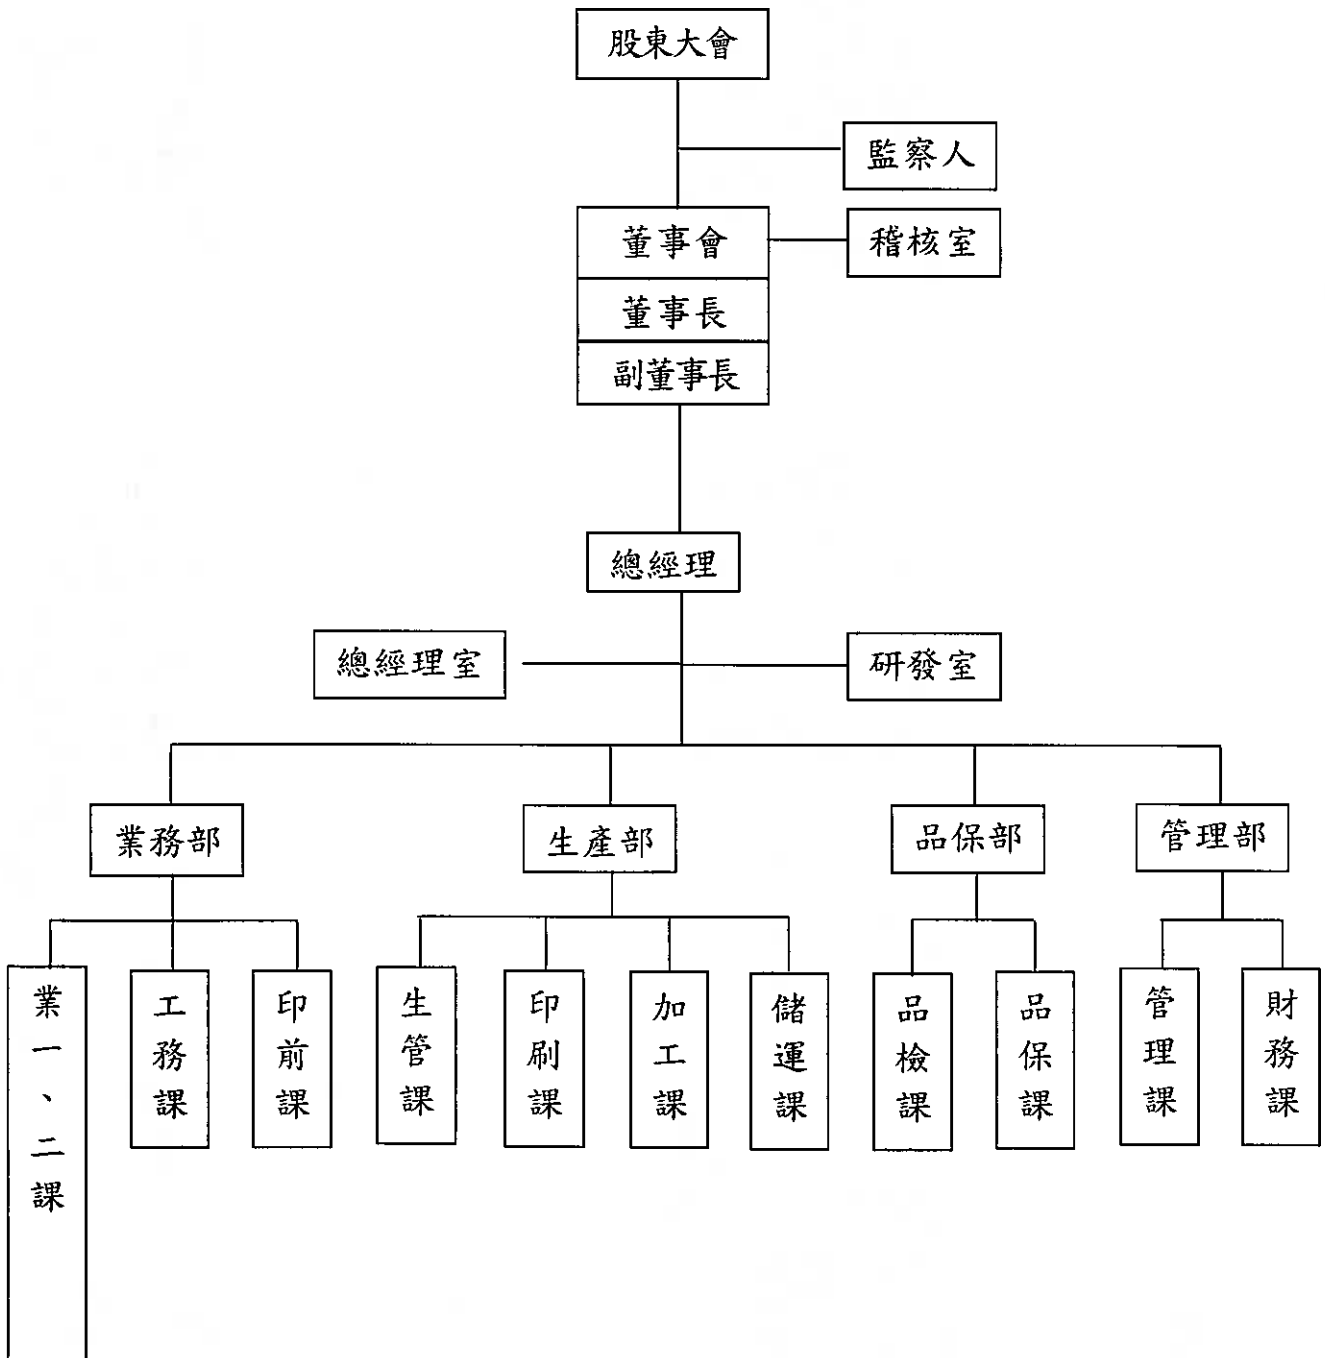 股東大會
監察人
董事會
稽核室
董事長
副董事長
總經理
總經理室
研發室
業務部
生產部
品保部
管理部
業一、二課
工務課
印前課
生管課
印刷課
加工課
儲運課
品檢課
品保課
管理課
財務課